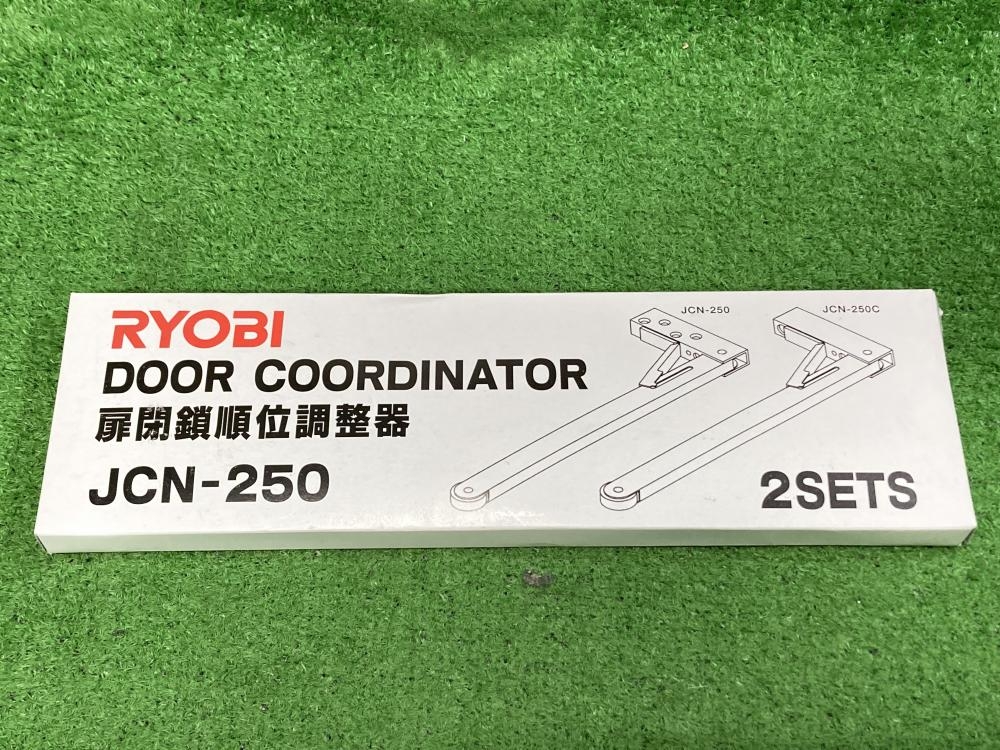 RYOBI
DOOR COORDINATOR
扉閉鎖順位調整器
JCN-250
JCN-250
JCN-250C
2SETS